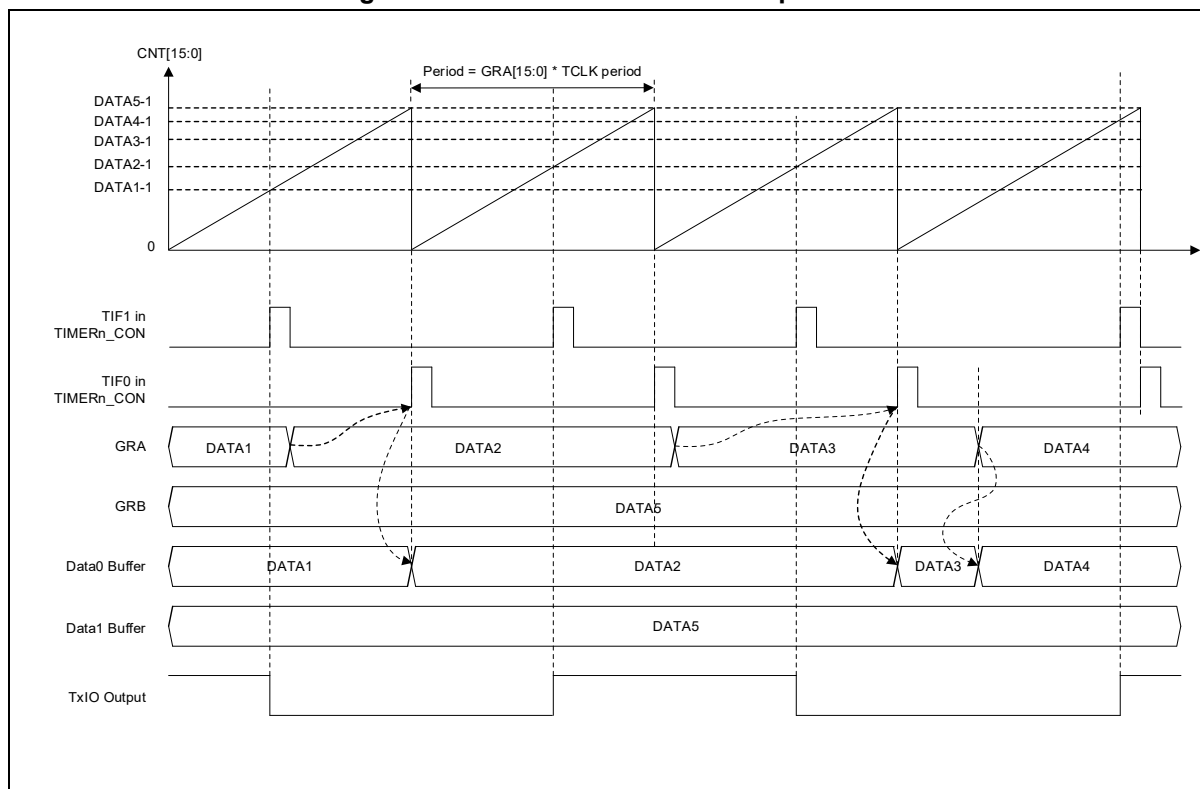 CNT[15:0]
Period = GRA[15:0] * TCLK period
DATA5-1
DATA4-1
DATA3-1
DATA2-1
DATA1-1
0
TIF1 in
TIMERn_CON
TIF0 in
TIMERn_CON
GRA DATA1 DATA2 DATA3 DATA4
GRB DATA5
Data0 Buffer DATA1 DATA2 DATA3 DATA4
Data1 Buffer DATA5
TxIO Output